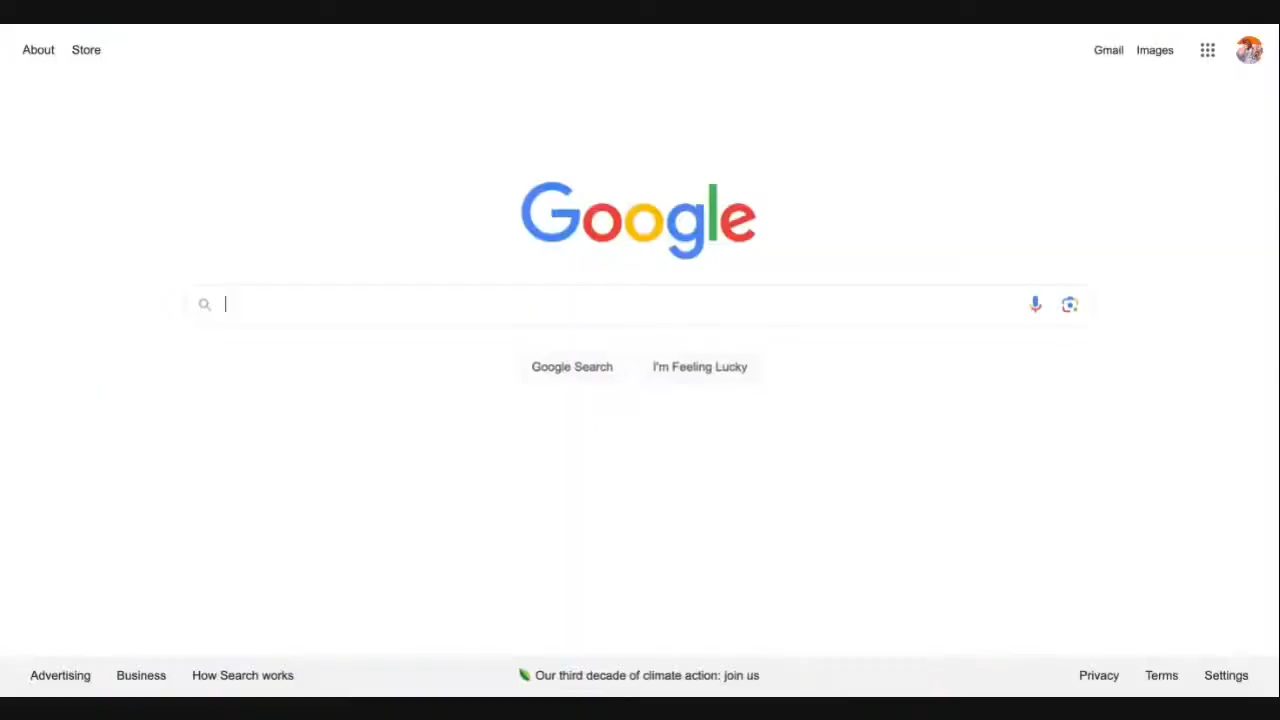 About Store
Gmail Images
Google
Google Search I'm Feeling Lucky
Advertising Business How Search works
Our third decade of climate action: join us
Privacy Terms Settings